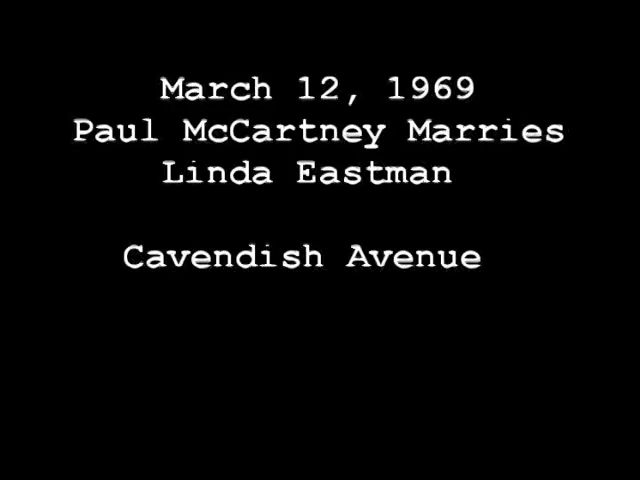 March 12, 1969
Paul McCartney Marries
Linda Eastman
Cavendish Avenue